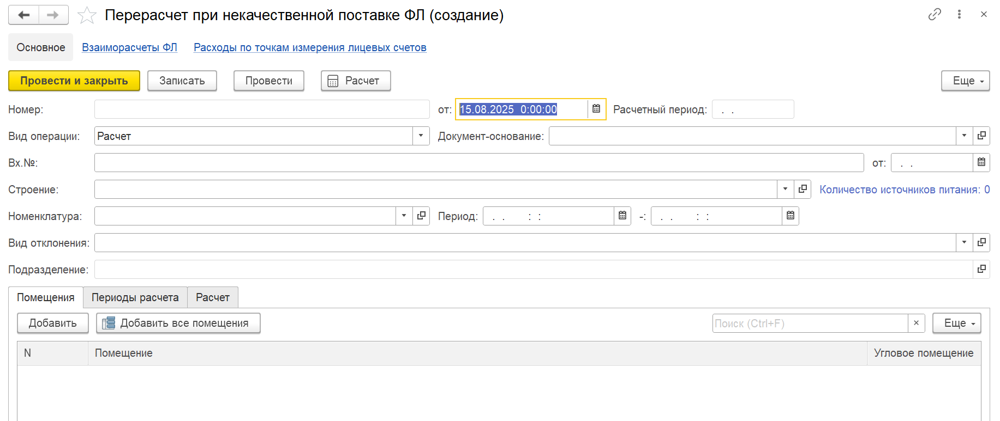 Перерасчет при некачественной поставке ФЛ (создание)
Основное Взаиморасчеты ФЛ Расходы по точкам измерения лицевых счетов
Провести и закрыть Записать Провести Расчет Еще
Номер: от: 15.08.2025 0:00:00 Расчетный период: . .
Вид операции: Расчет Документ-основание:
Вх.№: от: . .
Строение: Количество источников питания: 0
Номенклатура: Период: . . : : -: . . : :
Вид отклонения:
Подразделение:
Помещения Периоды расчета Расчет
Добавить Добавить все помещения Поиск (Ctrl+F) × Еще
N Помещение Угловое помещение